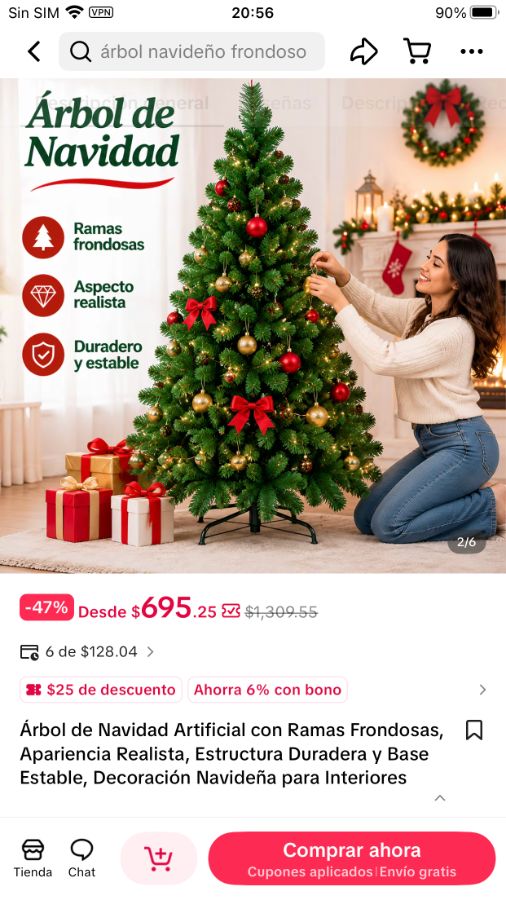 Sin SIM VPN 20:56 90%
árbol navideño frondoso
Descripción general
Árbol de
Navidad
Ramas
frondosas
Aspecto
realista
Duradero
y estable
2/6
-47% Desde $695.25 $1,309.55
6 de $128.04
$25 de descuento Ahorra 6% con bono
Árbol de Navidad Artificial con Ramas Frondosas,
Apariencia Realista, Estructura Duradera y Base
Estable, Decoración Navideña para Interiores
Tienda Chat Comprar ahora
Cupones aplicados | Envío gratis